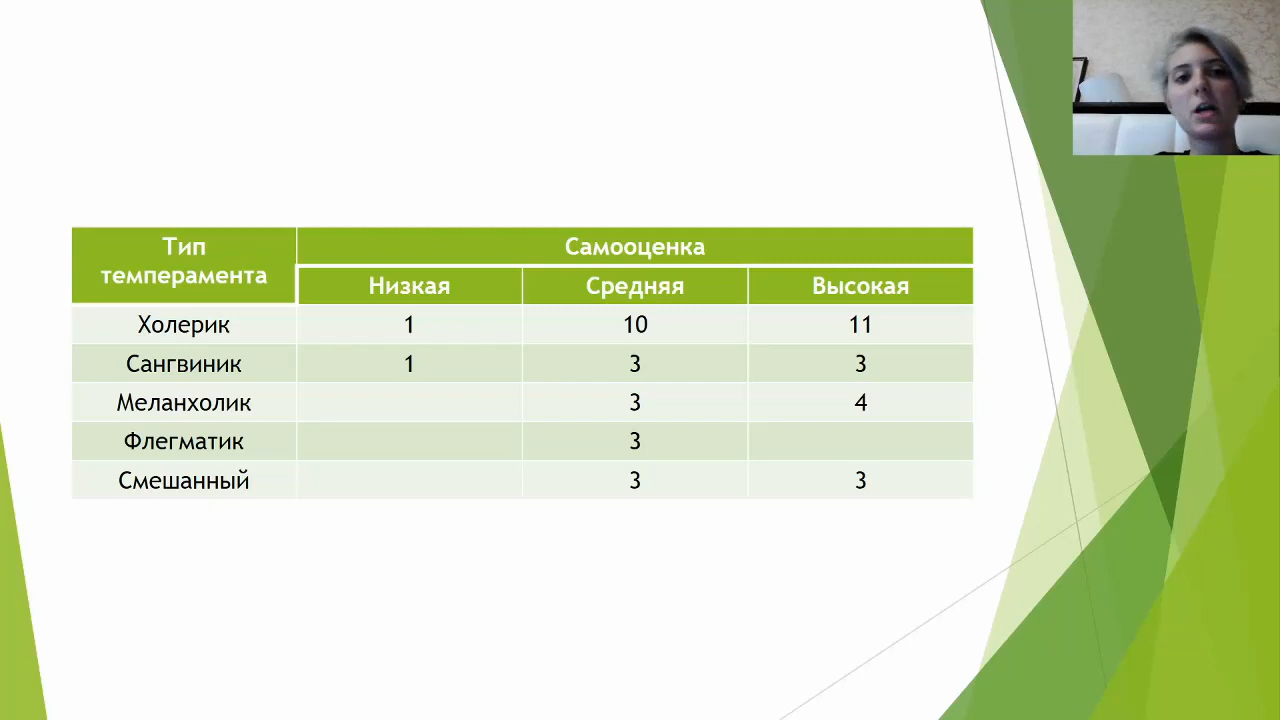 Тип
темперамента
Самооценка
Низкая Средняя Высокая
Холерик 1 10 11
Сангвиник 1 3 3
Меланхолик 3 4
Флегматик 3
Смешанный 3 3